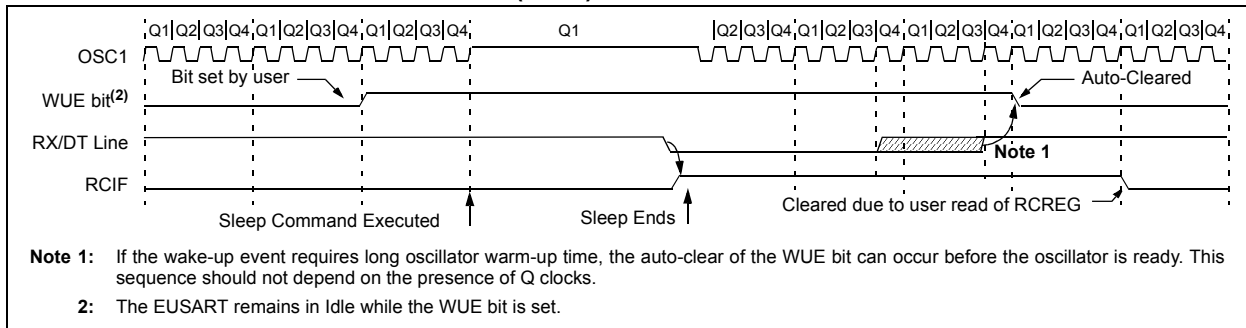 Q1 Q2 Q3 Q4 Q1 Q2 Q3 Q4 Q1 Q2 Q3 Q4 Q1 Q2 Q3 Q4 Q1 Q2 Q3 Q4 Q1 Q2 Q3 Q4 Q1 Q2 Q3 Q4 Q1 Q2 Q3 Q4
OSC1
Bit set by user
Auto-Cleared
WUE bit(2)
RX/DT Line
Note 1
RCIF
Cleared due to user read of RCREG
Sleep Command Executed
Sleep Ends
Note 1: If the wake-up event requires long oscillator warm-up time, the auto-clear of the WUE bit can occur before the oscillator is ready. This
sequence should not depend on the presence of Q clocks.
2: The EUSART remains in Idle while the WUE bit is set.